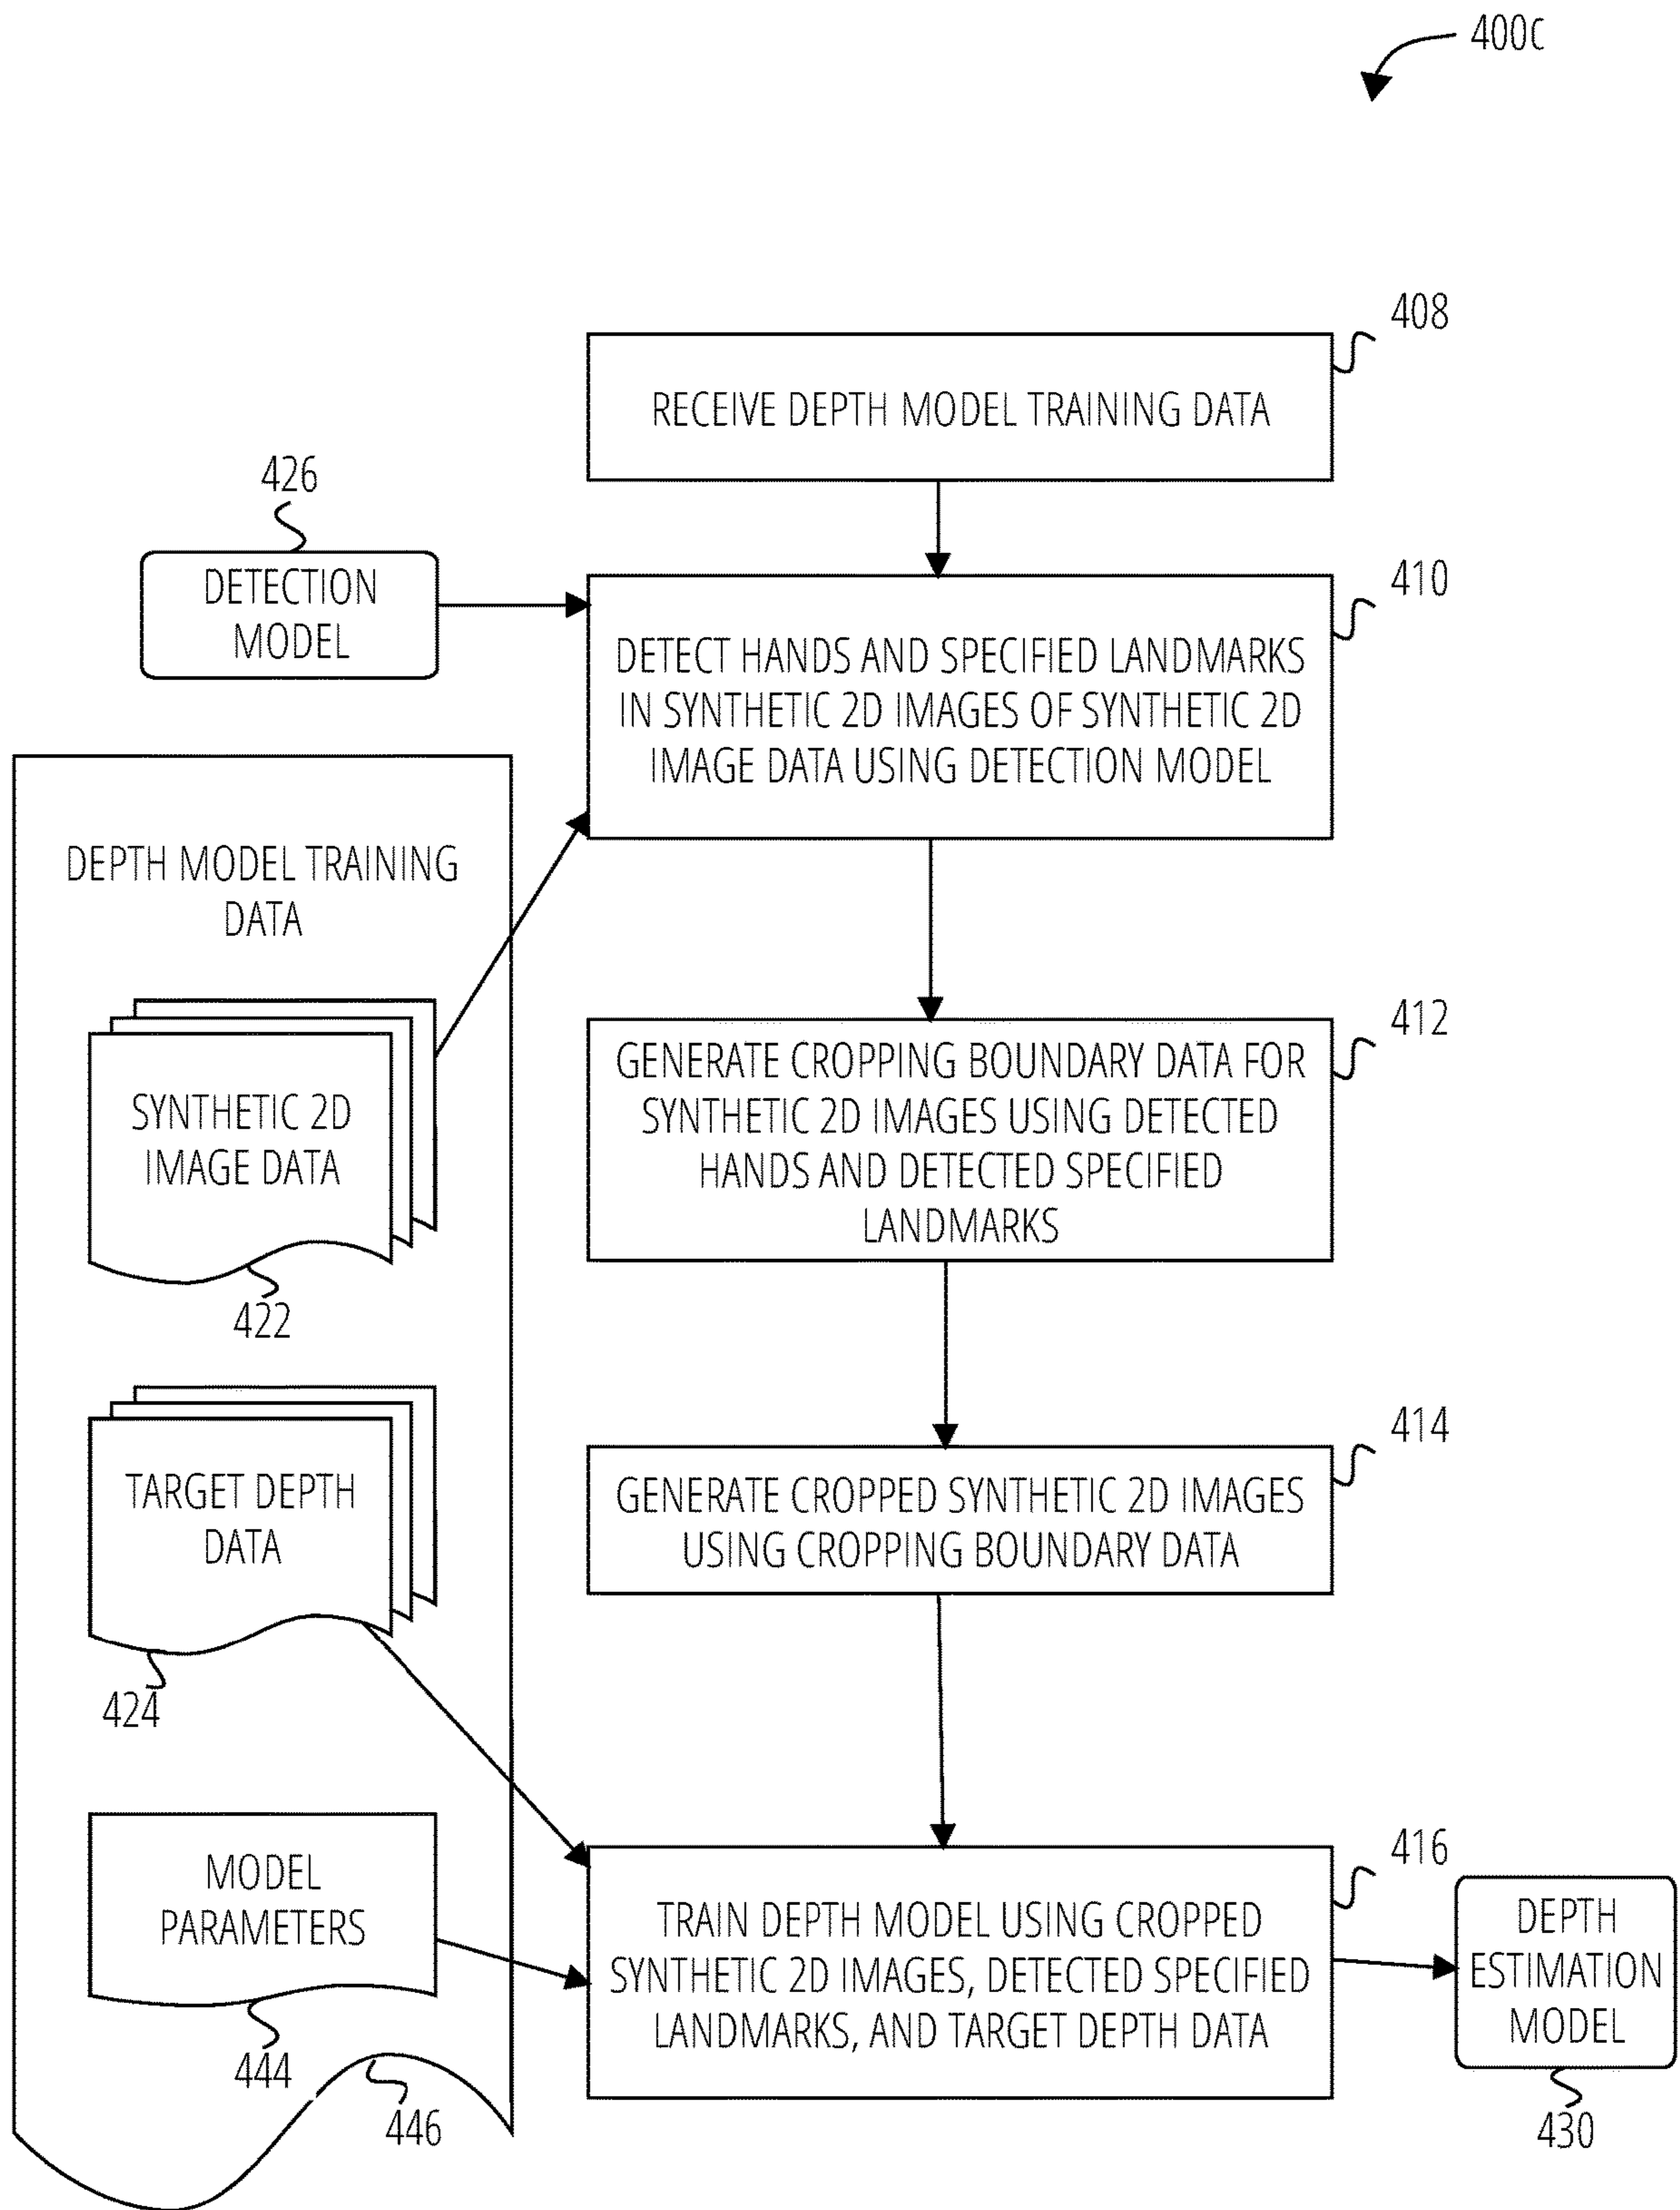 400C
408
RECEIVE DEPTH MODEL TRAINING DATA
426
DETECTION
MODEL
410
DETECT HANDS AND SPECIFIED LANDMARKS
IN SYNTHETIC 2D IMAGES OF SYNTHETIC 2D
IMAGE DATA USING DETECTION MODEL
DEPTH MODEL TRAINING
DATA
SYNTHETIC 2D
IMAGE DATA
422
412
GENERATE CROPPING BOUNDARY DATA FOR
SYNTHETIC 2D IMAGES USING DETECTED
HANDS AND DETECTED SPECIFIED
LANDMARKS
TARGET DEPTH
DATA
424
414
GENERATE CROPPED SYNTHETIC 2D IMAGES
USING CROPPING BOUNDARY DATA
MODEL
PARAMETERS
444
446
416
TRAIN DEPTH MODEL USING CROPPED
SYNTHETIC 2D IMAGES, DETECTED SPECIFIED
LANDMARKS, AND TARGET DEPTH DATA
DEPTH
ESTIMATION
MODEL
430